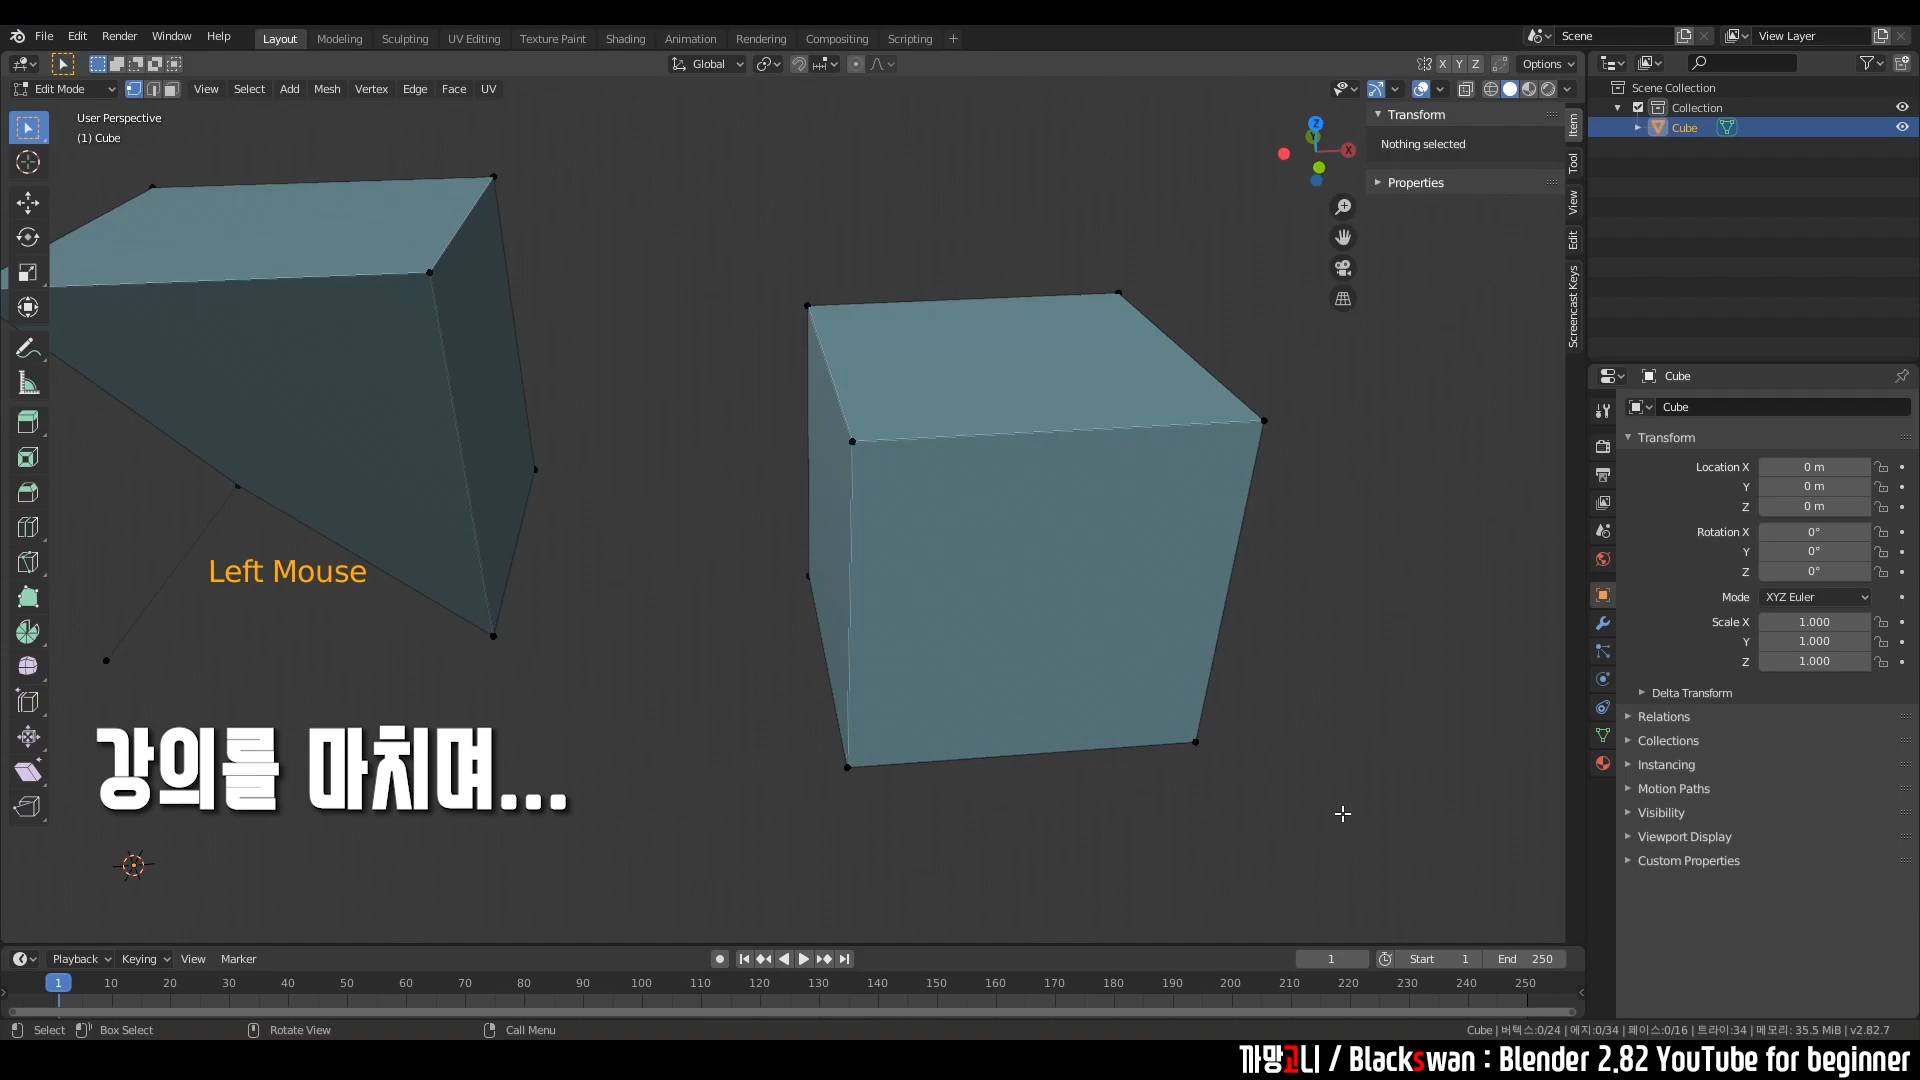 File Edit Render Window Help Layout Modeling Sculpting UV Editing Texture Paint Shading Animation Rendering Compositing Scripting + Scene View Layer
Global X Y Z Options
Edit Mode View Select Add Mesh Vertex Edge Face UV
User Perspective
(1) Cube
Transform
Nothing selected
Properties
Item
Tool
View
Edit
Screencast Keys
Z
Y
X
Scene Collection
Collection
Cube
Cube
Cube
Transform
Location X 0 m
Y 0 m
Z 0 m
Rotation X 0°
Y 0°
Z 0°
Mode XYZ Euler
Scale X 1.000
Y 1.000
Z 1.000
Delta Transform
Relations
Collections
Instancing
Motion Paths
Visibility
Viewport Display
Custom Properties
Left Mouse
강의를 마치며...
Playback Keying View Marker 1 Start 1 End 250
1 10 20 30 40 50 60 70 80 90 100 110 120 130 140 150 160 170 180 190 200 210 220 230 240 250
Select Box Select Rotate View Call Menu Cube | 버텍스:0/24 | 에지:0/34 | 페이스:0/16 | 트라이:34 | 메모리: 35.5 MiB | v2.82.7
까망고니 / Blackswan : Blender 2.82 YouTube for beginner